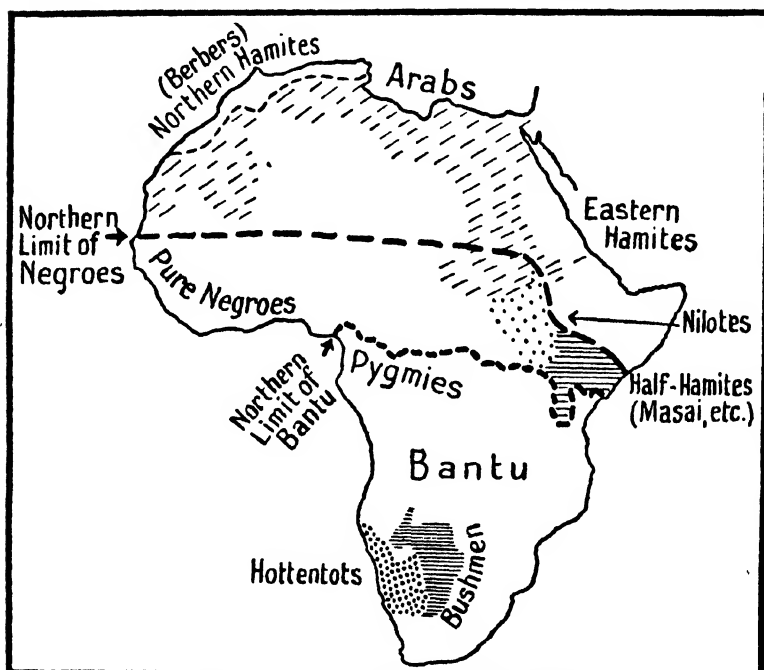 (Berbers)
Northern Hamites
Arabs
Eastern
Hamites
Northern
Limit of
Negroes
Pure Negroes
Nilotes
Northern
Limit of
Bantu
Pygmies
Half-Hamites
(Masai, etc.)
Bantu
Hottentots
Bushmen